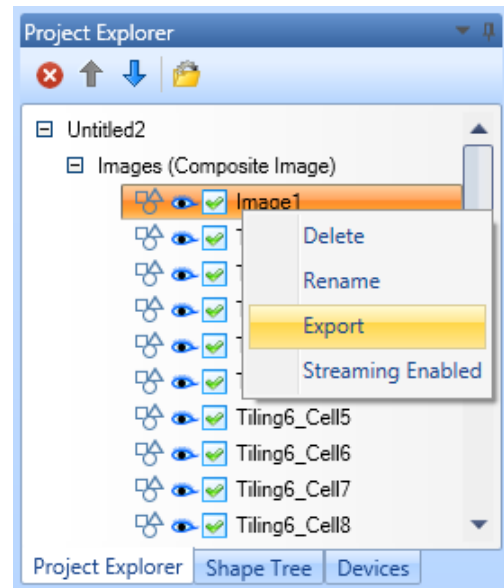 Project Explorer
Untitled2
Images (Composite Image)
Image1
Delete
Rename
Export
Streaming Enabled
Tiling6_Cell5
Tiling6_Cell6
Tiling6_Cell7
Tiling6_Cell8
Project Explorer Shape Tree Devices